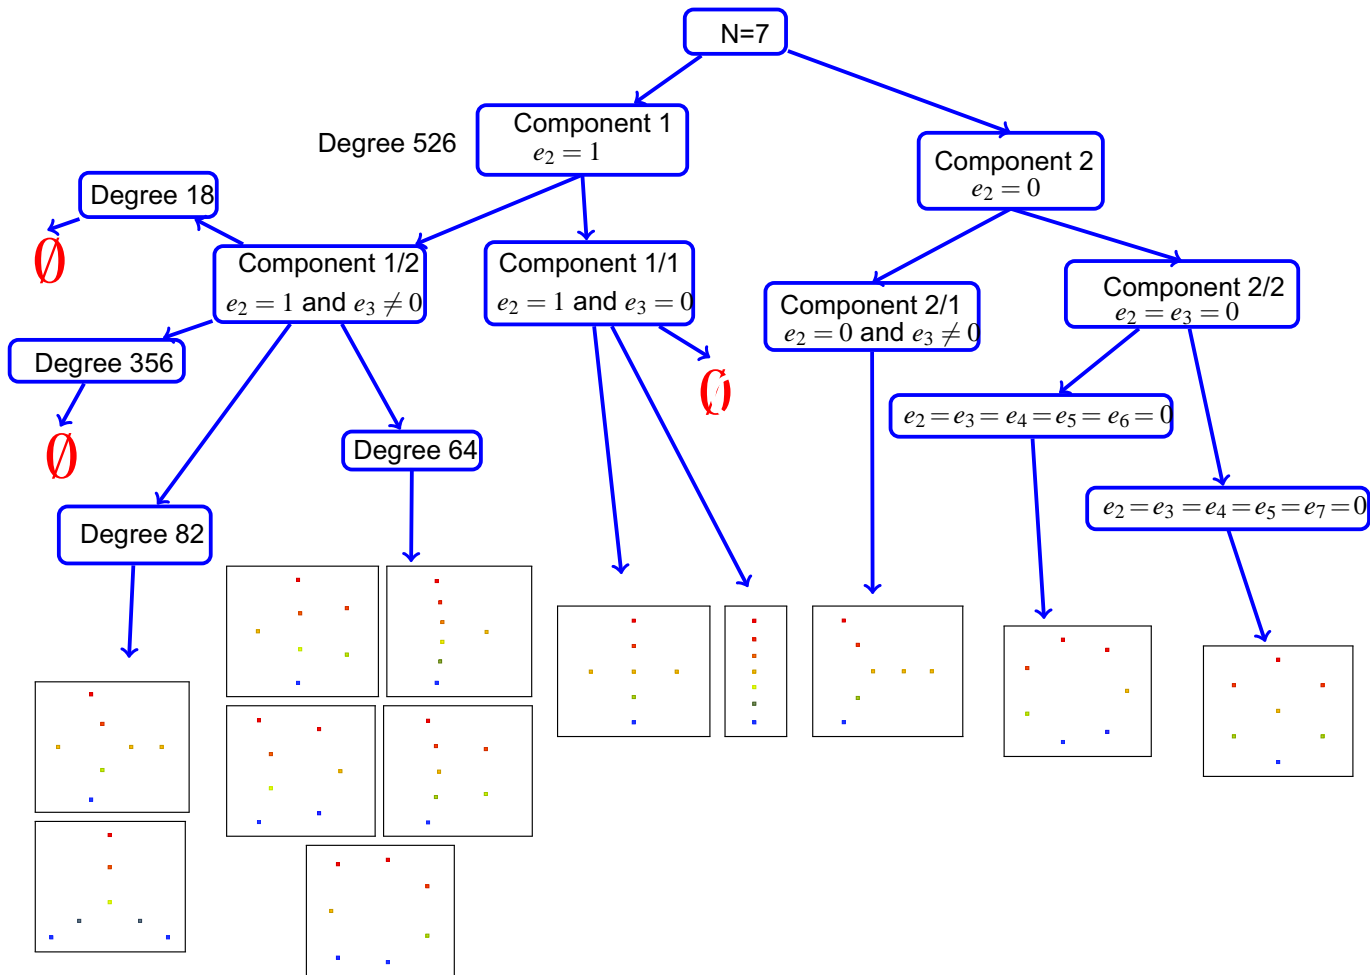 N=7
Component 1
e₂ = 1
Degree 526
Component 2
e₂ = 0
Degree 18
∅
Component 1/2
e₂ = 1 and e₃ ≠ 0
Component 1/1
e₂ = 1 and e₃ = 0
Component 2/1
e₂ = 0 and e₃ ≠ 0
Component 2/2
e₂ = e₃ = 0
Degree 356
∅
∅
e₂ = e₃ = e₄ = e₅ = e₆ = 0
Degree 64
e₂ = e₃ = e₄ = e₅ = e₇ = 0
Degree 82